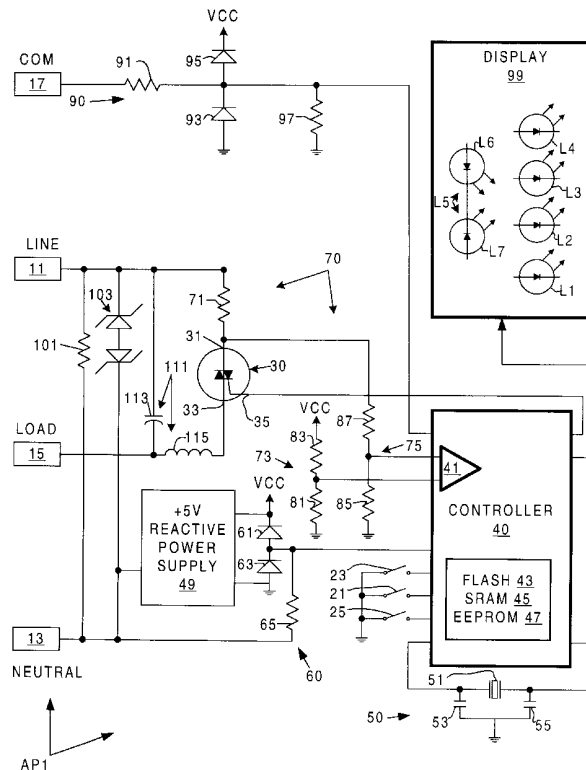 VCC
COM
17
91
90
95
93
97
DISPLAY
99
L6
L4
L3
L5
L2
L7
L1
LINE
11
103
71
70
101
31
30
111
113
33
35
LOAD
15
115
VCC
83
87
73
75
41
81
85
VCC
+5V
REACTIVE
POWER
SUPPLY
49
61
63
65
60
CONTROLLER
40
23
21
25
FLASH 43
SRAM 45
EEPROM 47
13
NEUTRAL
51
50
53
55
AP1